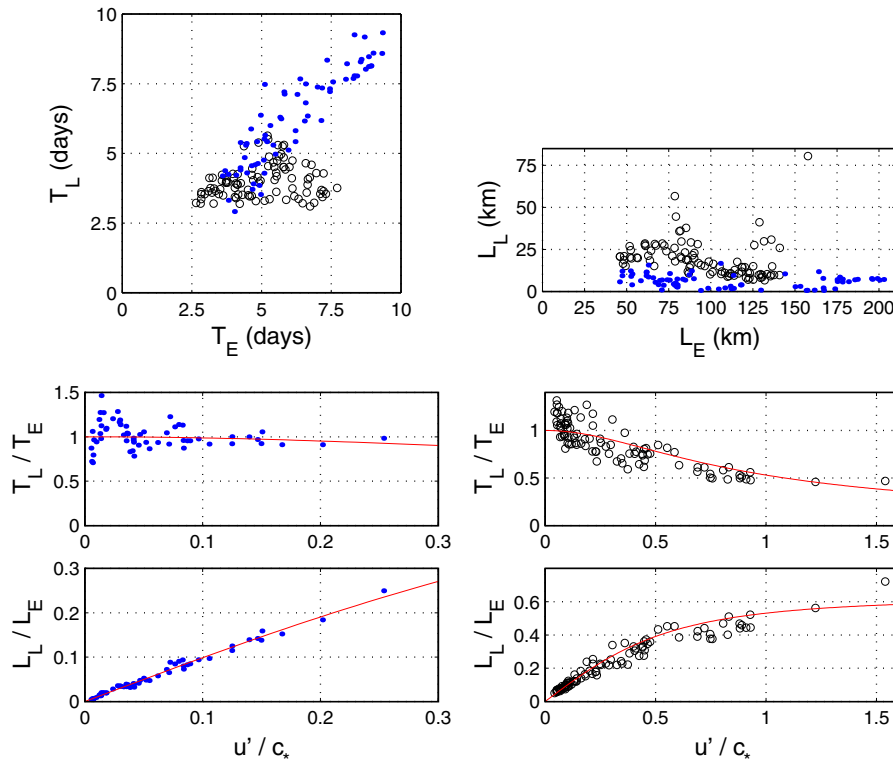 10
7.5
5
2.5
0
T_L (days)
0 2.5 5 7.5 10
T_E (days)
75
50
25
0
L_L (km)
0 25 50 75 100 125 150 175 200
L_E (km)
1.5
1
0.5
0
T_L / T_E
0 0.1 0.2 0.3
1
0.5
0
T_L / T_E
0 0.5 1 1.5
0.3
0.2
0.1
0
L_L / L_E
0 0.1 0.2 0.3
u' / c_*
0.6
0.4
0.2
0
L_L / L_E
0 0.5 1 1.5
u' / c_*